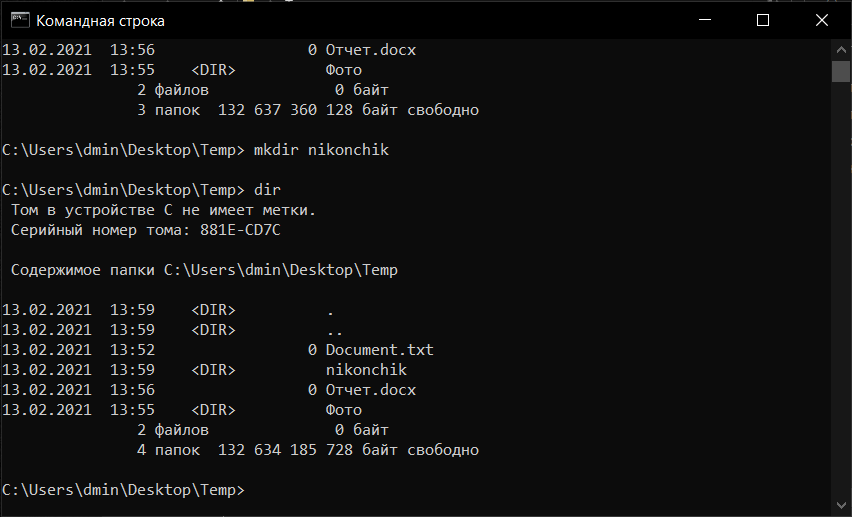 Командная строка
13.02.2021  13:56                 0 Отчет.docx
13.02.2021  13:55    <DIR>          Фото
               2 файлов              0 байт
               3 папок  132 637 360 128 байт свободно
C:\Users\dmin\Desktop\Temp> mkdir nikonchik
C:\Users\dmin\Desktop\Temp> dir
 Том в устройстве C не имеет метки.
 Серийный номер тома: 881E-CD7C
 Содержимое папки C:\Users\dmin\Desktop\Temp
13.02.2021  13:59    <DIR>          .
13.02.2021  13:59    <DIR>          ..
13.02.2021  13:52                 0 Document.txt
13.02.2021  13:59    <DIR>          nikonchik
13.02.2021  13:56                 0 Отчет.docx
13.02.2021  13:55    <DIR>          Фото
               2 файлов              0 байт
               4 папок  132 634 185 728 байт свободно
C:\Users\dmin\Desktop\Temp>